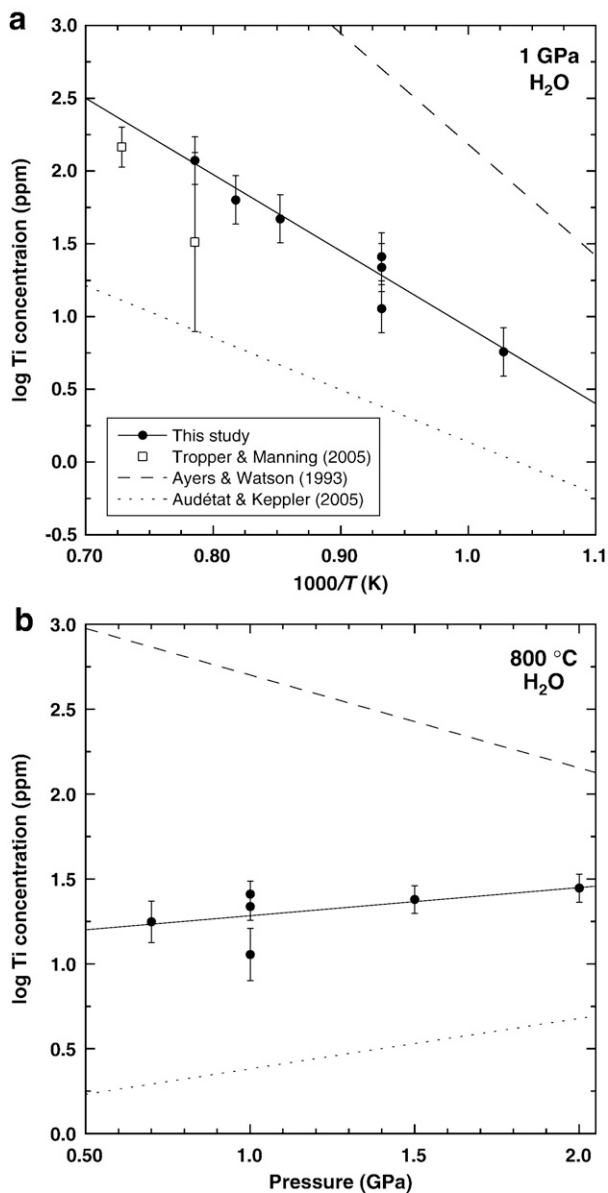 a
3.0
1 GPa
H₂O
2.5
2.0
1.5
1.0
0.5
0.0
-0.5
log Ti concentraion (ppm)
This study
Tropper & Manning (2005)
Ayers & Watson (1993)
Audétat & Keppler (2005)
0.70 0.80 0.90 1.0 1.1
1000/T (K)
b
3.0
800 °C
H₂O
2.5
2.0
1.5
1.0
0.5
0.0
log Ti concentration (ppm)
0.50 1.0 1.5 2.0
Pressure (GPa)